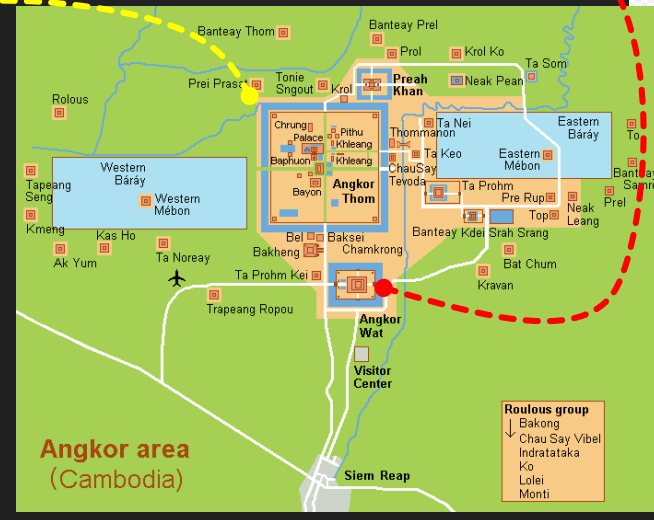 Banteay Thom
Banteay Prel
Prol
Krol Ko
Ta Som
Prei Prasat
Tonie
Sngout
Krol
Preah
Khan
Neak Pean
Rolous
Chrung
Palace
Pithu
Khleang
Khleang
Baphuon
Bayon
Angkor
Thom
Thommanon
Ta Nei
Ta Keo
ChauSay
Tevoda
Eastern
Báráy
Eastern
Mébon
To
Bantay
Samrè
Western
Báráy
Western
Mébon
Tapeang
Seng
Kmeng
Ak Yum
Kas Ho
Ta Noreay
Ta Prohm
Pre Rup
Prel
Neak
Leang
Top
Banteay Kdei
Srah Srang
Bat Chum
Kravan
Bel
Baksei
Chamkrong
Bakheng
Ta Prohm Kei
Trapeang Ropou
Angkor
Wat
Visitor
Center
Roulous group
Bakong
Chau Say Vibel
Indratataka
Ko
Lolei
Monti
Angkor area
(Cambodia)
Siem Reap